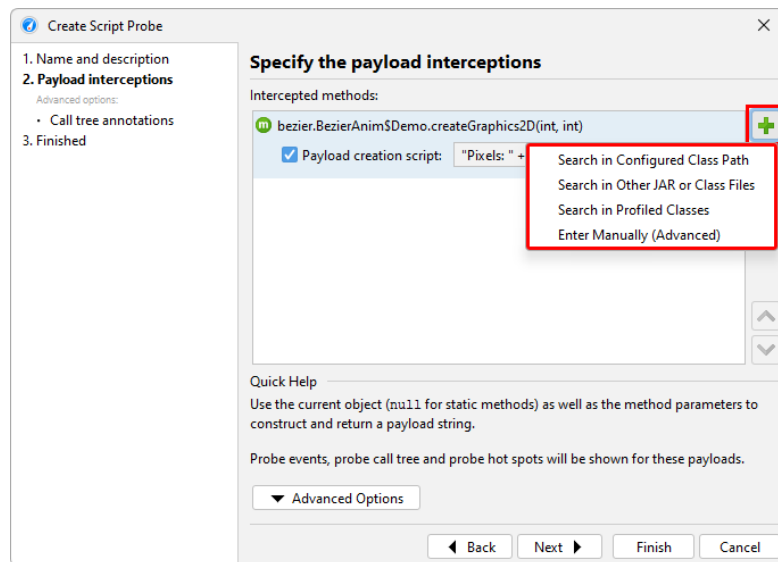 Create Script Probe
1. Name and description
2. Payload interceptions
Advanced options:
• Call tree annotations
3. Finished
Specify the payload interceptions
Intercepted methods:
m bezier.BezierAnim$Demo.createGraphics2D(int, int)
Payload creation script: "Pixels: " +
Search in Configured Class Path
Search in Other JAR or Class Files
Search in Profiled Classes
Enter Manually (Advanced)
Quick Help
Use the current object (null for static methods) as well as the method parameters to
construct and return a payload string.
Probe events, probe call tree and probe hot spots will be shown for these payloads.
Advanced Options
Back Next Finish Cancel